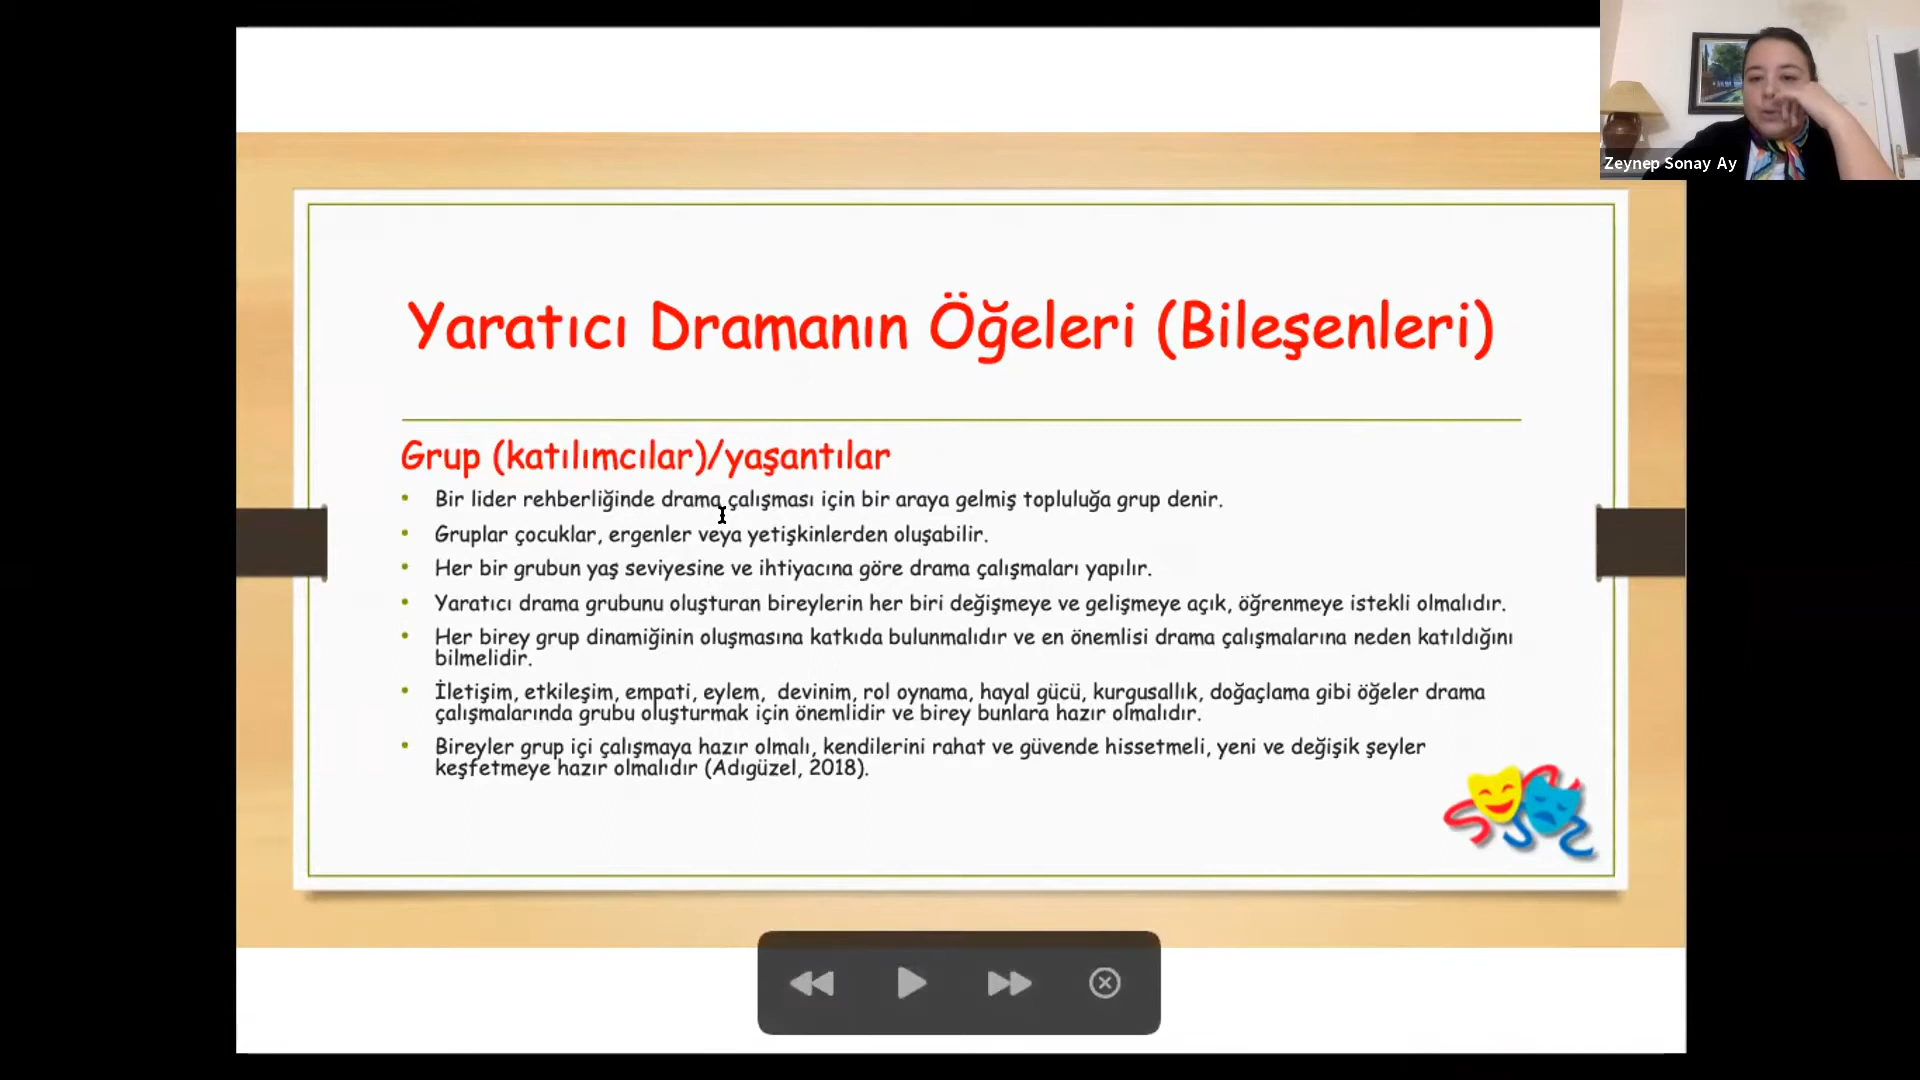 Zeynep Sonay Ay
Yaratıcı Dramanın Öğeleri (Bileşenleri)
Grup (katılımcılar)/yaşantılar
• Bir lider rehberliğinde drama çalışması için bir araya gelmiş topluluğa grup denir.
• Gruplar çocuklar, ergenler veya yetişkinlerden oluşabilir.
• Her bir grubun yaş seviyesine ve ihtiyacına göre drama çalışmaları yapılır.
• Yaratıcı drama grubunu oluşturan bireylerin her biri değişmeye ve gelişmeye açık, öğrenmeye istekli olmalıdır.
• Her birey grup dinamiğinin oluşmasına katkıda bulunmalıdır ve en önemlisi drama çalışmalarına neden katıldığını
bilmelidir.
• İletişim, etkileşim, empati, eylem, devinim, rol oynama, hayal gücü, kurgusallık, doğaçlama gibi öğeler drama
çalışmalarında grubu oluşturmak için önemlidir ve birey bunlara hazır olmalıdır.
• Bireyler grup içi çalışmaya hazır olmalı, kendilerini rahat ve güvende hissetmeli, yeni ve değişik şeyler
keşfetmeye hazır olmalıdır (Adıgüzel, 2018).